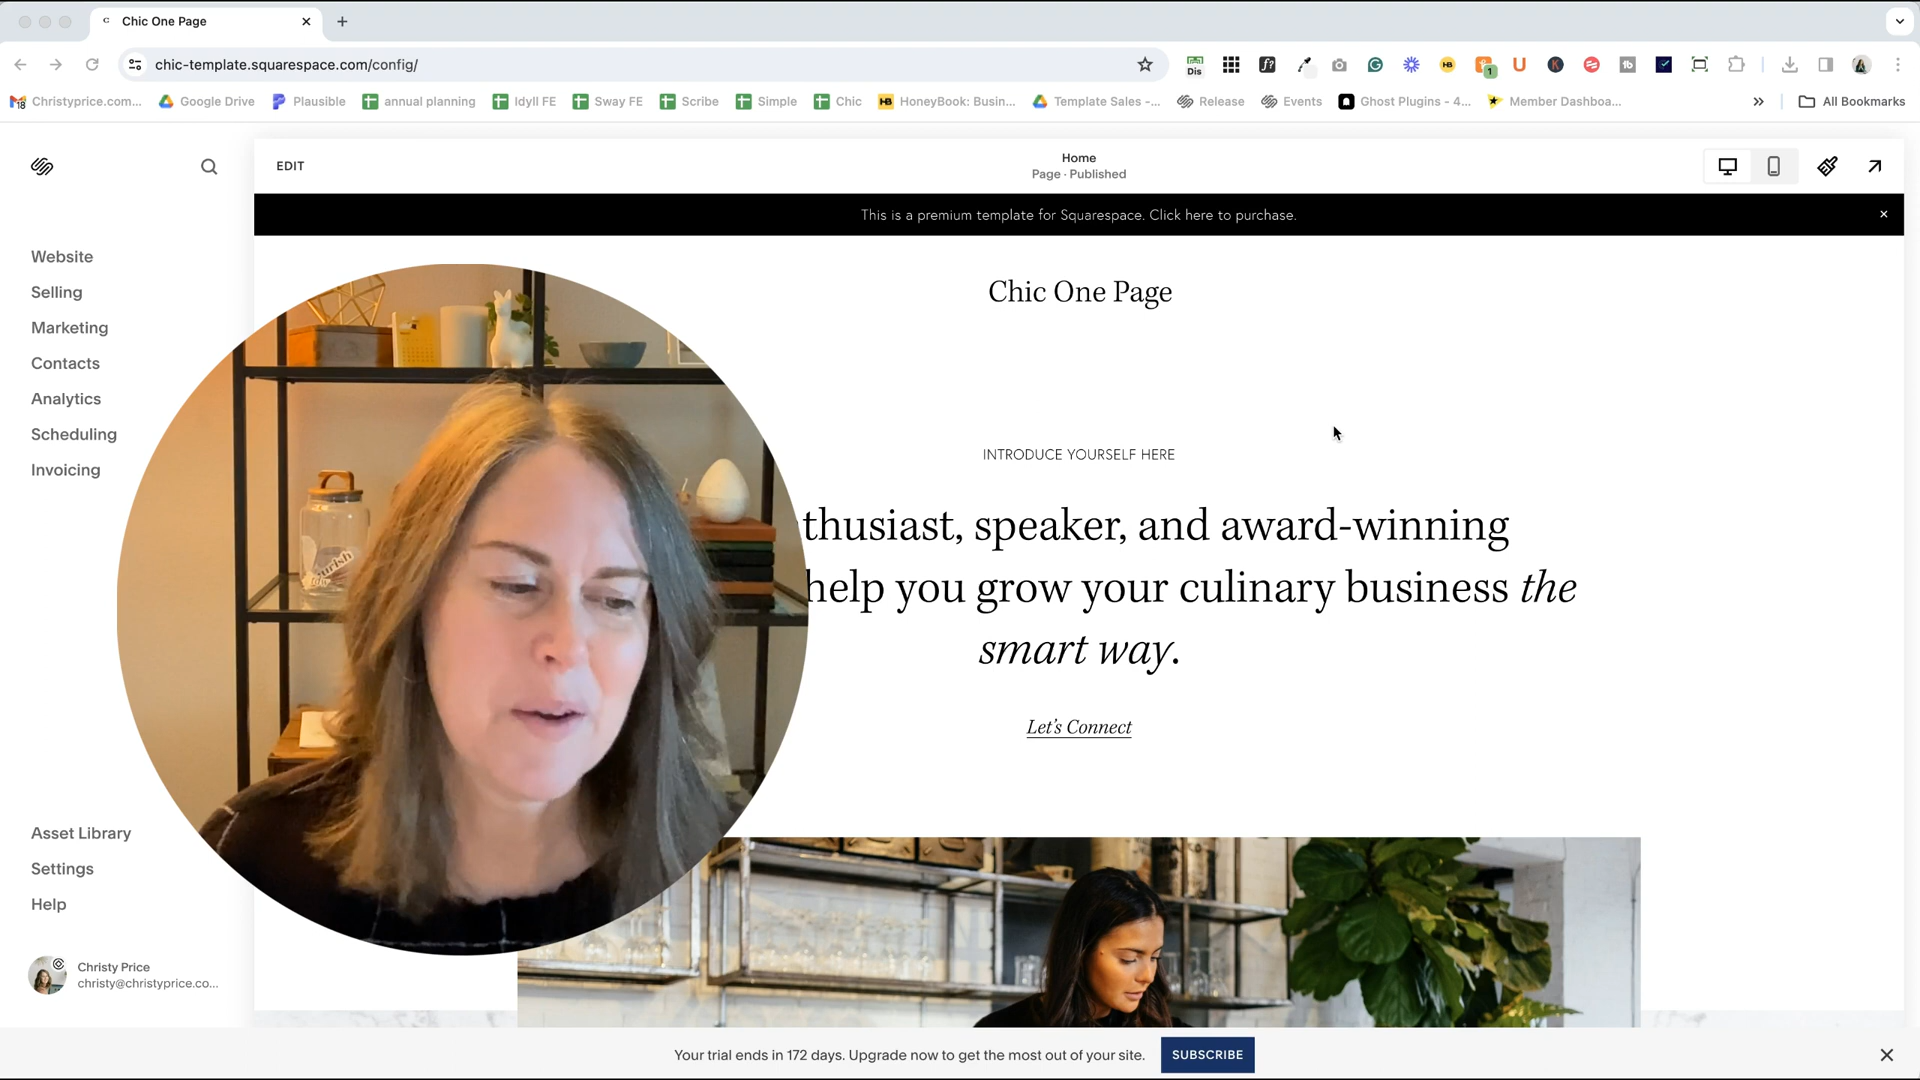 C Chic One Page
chic-template.squarespace.com/config/
Dis
f?
HB
1
U
K
tb
Christyprice.com...
Google Drive
Plausible
annual planning
Idyll FE
Sway FE
Scribe
Simple
Chic
HB HoneyBook: Busin...
Template Sales -...
Release
Events
Ghost Plugins - 4...
Member Dashboa...
All Bookmarks
EDIT
Home
Page · Published
This is a premium template for Squarespace. Click here to purchase.
Website
Selling
Marketing
Contacts
Analytics
Scheduling
Invoicing
Chic One Page
INTRODUCE YOURSELF HERE
thusiast, speaker, and award-winning
help you grow your culinary business the
smart way.
Let's Connect
Asset Library
Settings
Help
Christy Price
christy@christyprice.co...
Your trial ends in 172 days. Upgrade now to get the most out of your site.
SUBSCRIBE